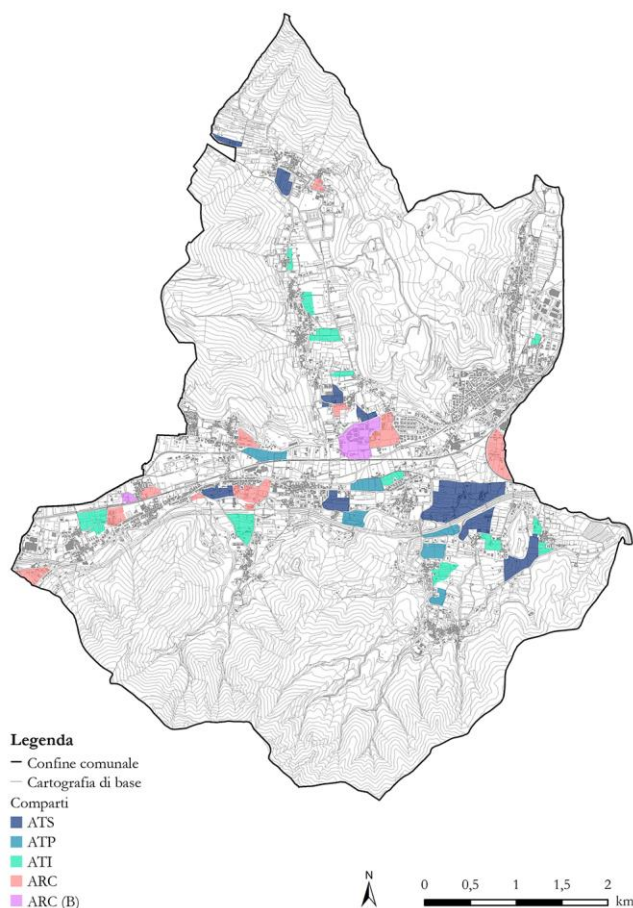 Legenda
Confine comunale
Cartografia di base
Comparti
ATS
ATP
ATI
ARC
ARC (B)
N
0 0,5 1 1,5 2
km